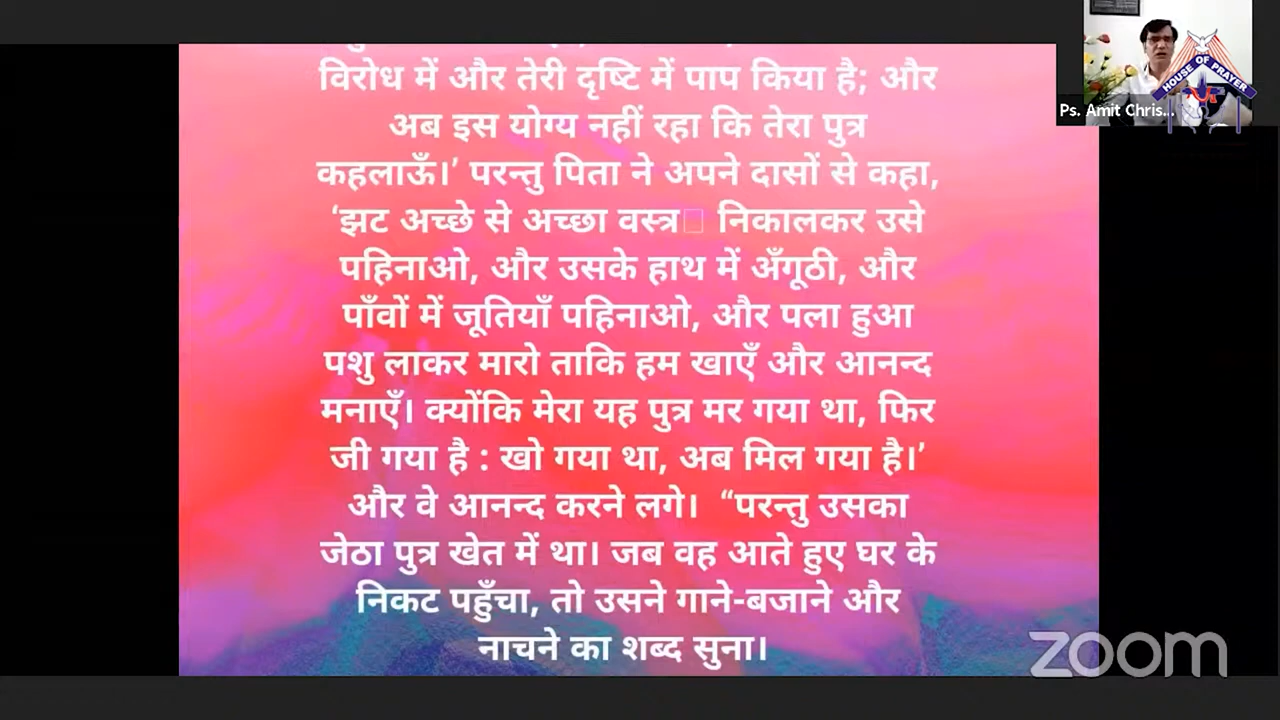 विरोध में और तेरी दृष्टि में पाप किया है; और
अब इस योग्य नहीं रहा कि तेरा पुत्र
कहलाऊँ।’ परन्तु पिता ने अपने दासों से कहा,
‘झट अच्छे से अच्छा वस्त्र निकालकर उसे
पहिनाओ, और उसके हाथ में अँगूठी, और
पाँवों में जूतियाँ पहिनाओ, और पला हुआ
पशु लाकर मारो ताकि हम खाएँ और आनन्द
मनाएँ। क्योंकि मेरा यह पुत्र मर गया था, फिर
जी गया है : खो गया था, अब मिल गया है।’
और वे आनन्द करने लगे। “परन्तु उसका
जेठा पुत्र खेत में था। जब वह आते हुए घर के
निकट पहुँचा, तो उसने गाने-बजाने और
नाचने का शब्द सुना।
HOUSE OF PRAYER
Ps. Amit Chris...
zoom